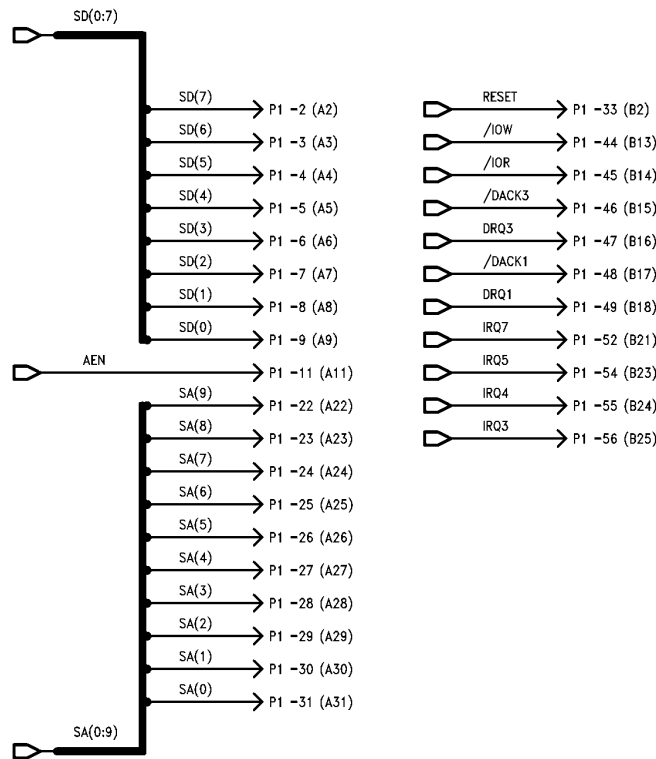 SD(0:7)
SD(7) P1 -2 (A2)
SD(6) P1 -3 (A3)
SD(5) P1 -4 (A4)
SD(4) P1 -5 (A5)
SD(3) P1 -6 (A6)
SD(2) P1 -7 (A7)
SD(1) P1 -8 (A8)
SD(0) P1 -9 (A9)
AEN P1 -11 (A11)
SA(9) P1 -22 (A22)
SA(8) P1 -23 (A23)
SA(7) P1 -24 (A24)
SA(6) P1 -25 (A25)
SA(5) P1 -26 (A26)
SA(4) P1 -27 (A27)
SA(3) P1 -28 (A28)
SA(2) P1 -29 (A29)
SA(1) P1 -30 (A30)
SA(0) P1 -31 (A31)
SA(0:9)
RESET P1 -33 (B2)
/IOW P1 -44 (B13)
/IOR P1 -45 (B14)
/DACK3 P1 -46 (B15)
DRQ3 P1 -47 (B16)
/DACK1 P1 -48 (B17)
DRQ1 P1 -49 (B18)
IRQ7 P1 -52 (B21)
IRQ5 P1 -54 (B23)
IRQ4 P1 -55 (B24)
IRQ3 P1 -56 (B25)